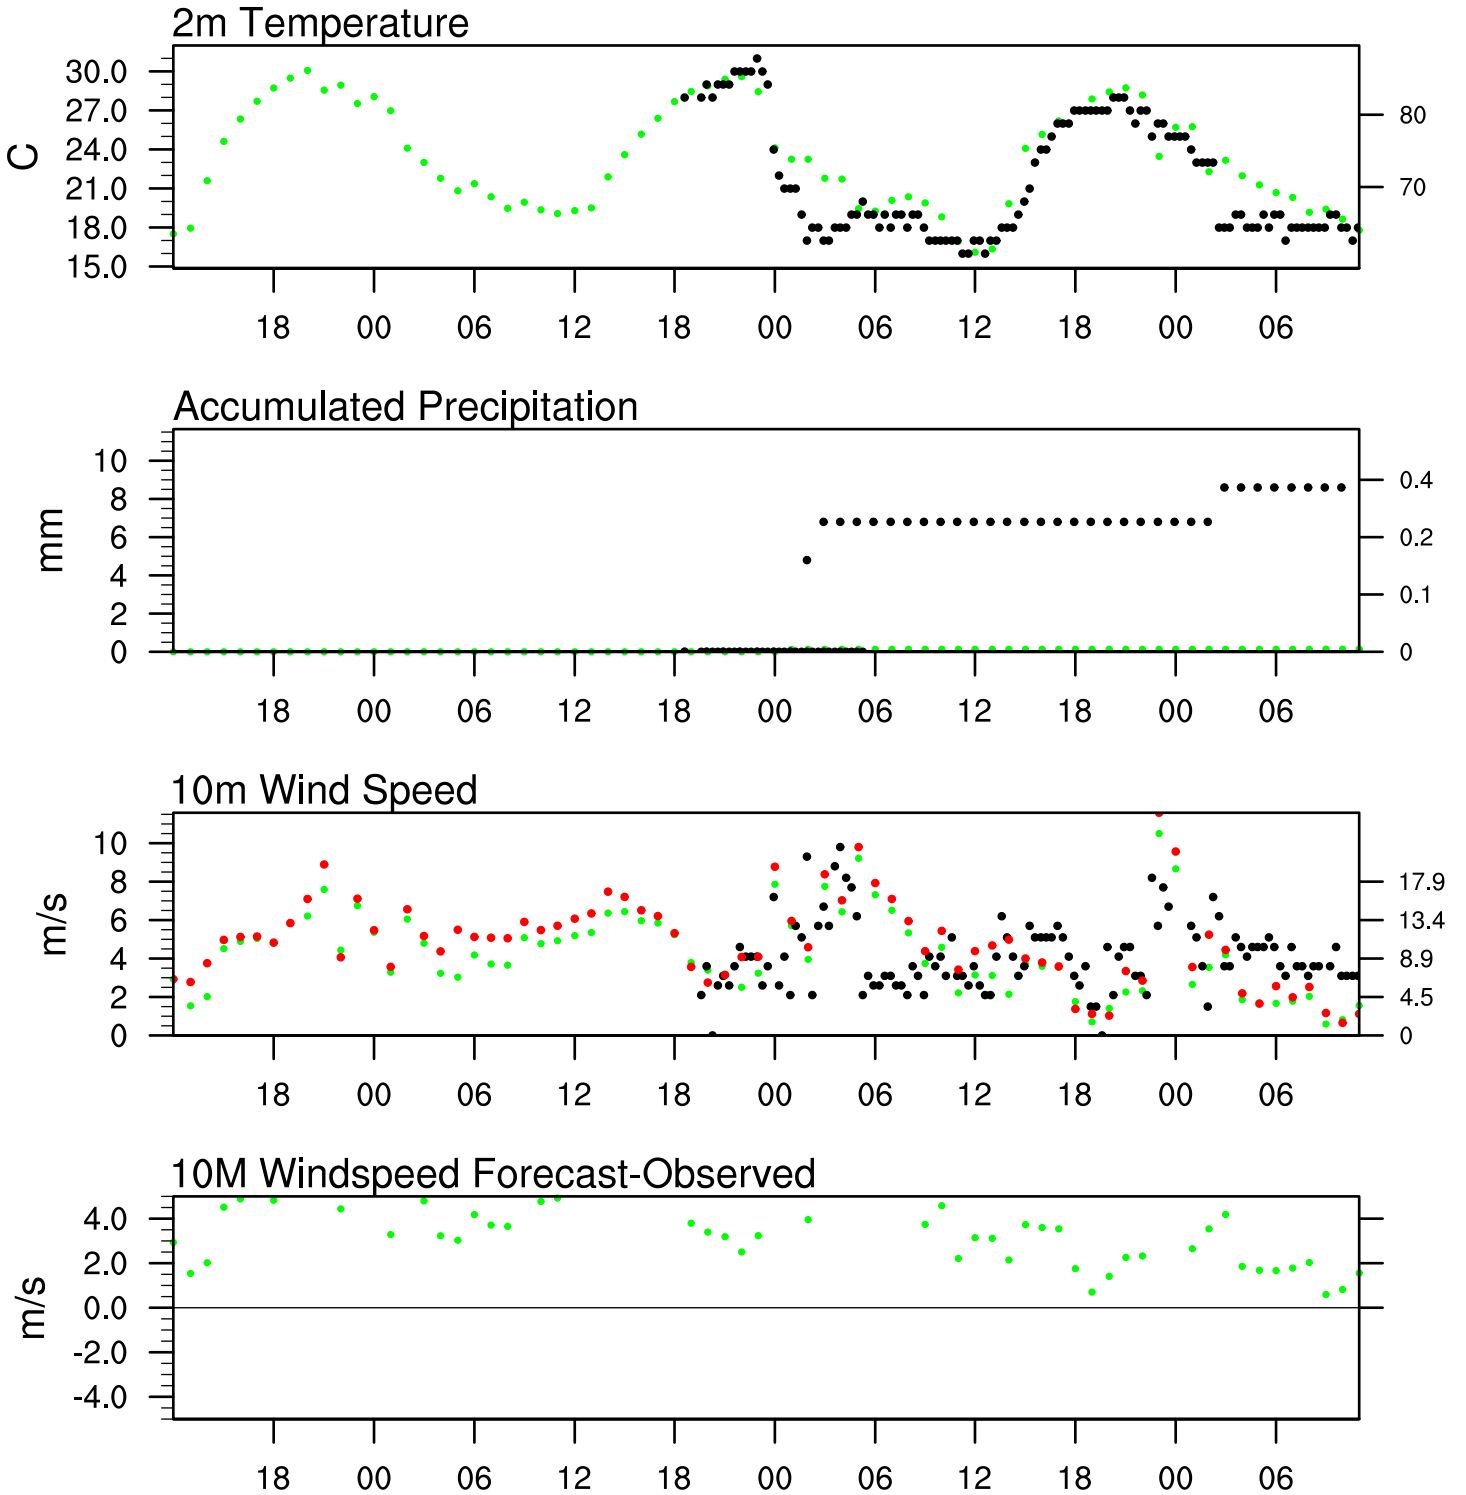 2m Temperature
C
30.0
27.0
24.0
21.0
18.0
15.0
80
70
18 00 06 12 18 00 06 12 18 00 06
Accumulated Precipitation
mm
10
8
6
4
2
0
0.4
0.2
0.1
0
18 00 06 12 18 00 06 12 18 00 06
10m Wind Speed
m/s
10
8
6
4
2
0
17.9
13.4
8.9
4.5
0
18 00 06 12 18 00 06 12 18 00 06
10M Windspeed Forecast-Observed
m/s
4.0
2.0
0.0
-2.0
-4.0
18 00 06 12 18 00 06 12 18 00 06